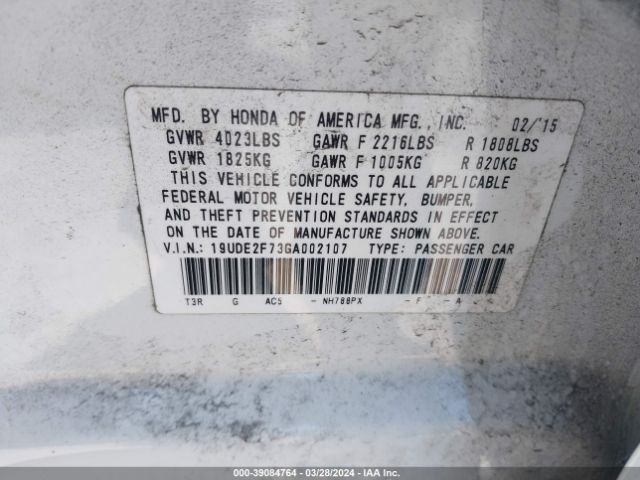 MFD. BY HONDA OF AMERICA MFG., INC. 02/'15
GVWR 4023LBS GAWR F 2216LBS R 1808LBS
GVWR 1825KG GAWR F 1005KG R 820KG
THIS VEHICLE CONFORMS TO ALL APPLICABLE
FEDERAL MOTOR VEHICLE SAFETY, BUMPER,
AND THEFT PREVENTION STANDARDS IN EFFECT
ON THE DATE OF MANUFACTURE SHOWN ABOVE.
V.I.N.: 19UDE2F73GA002107 TYPE: PASSENGER CAR
T3R G AC5 - NH788PX - F - A
000-39084764 / 03/28/2024 - IAA Inc.